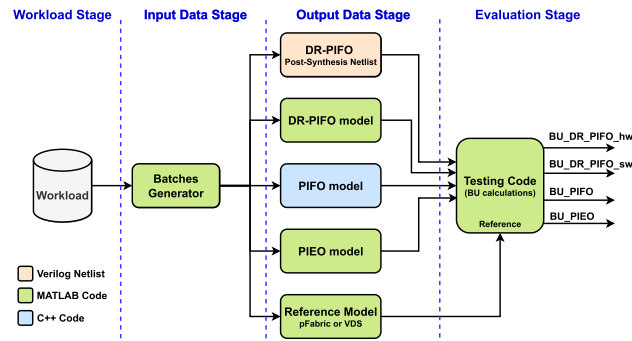 Workload Stage
Input Data Stage
Output Data Stage
Evaluation Stage
DR-PIFO
Post-Synthesis Netlist
DR-PIFO model
BU_DR_PIFO_hw
BU_DR_PIFO_sw
Workload
Batches
Generator
PIFO model
Testing Code
(BU calculations)
BU_PIFO
BU_PIEO
Reference
PIEO model
Verilog Netlist
MATLAB Code
C++ Code
Reference Model
pFabric or VDS